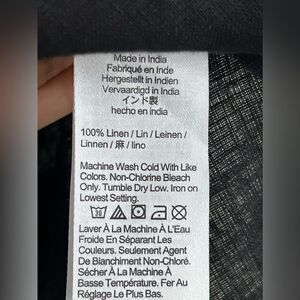 Made in India
Fabriqué en Inde
Hergestellt in Indien
Vervaardigd in India
インド製
hecho en india
100% Linen / Lin / Leinen /
Linnen / 麻 / lino
Machine Wash Cold With Like
Colors. Non-Chlorine Bleach
Only. Tumble Dry Low. Iron on
Lowest Setting.
Laver À La Machine À L'Eau
Froide En Séparant Les
Couleurs. Seulement Agent
De Blanchiment Non-Chloré.
Sécher À La Machine À
Basse Température. Fer Au
Réglage Le Plus Bas.